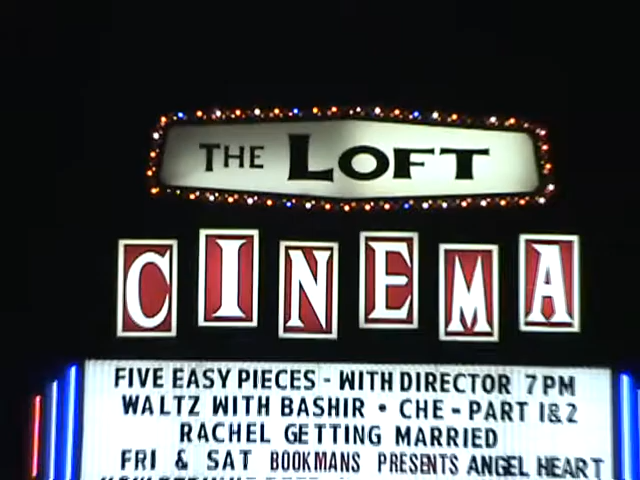 THE LOFT
CINEMA
FIVE EASY PIECES - WITH DIRECTOR 7PM
WALTZ WITH BASHIR • CHE - PART 1&2
RACHEL GETTING MARRIED
FRI & SAT BOOKMANS PRESENTS ANGEL HEART